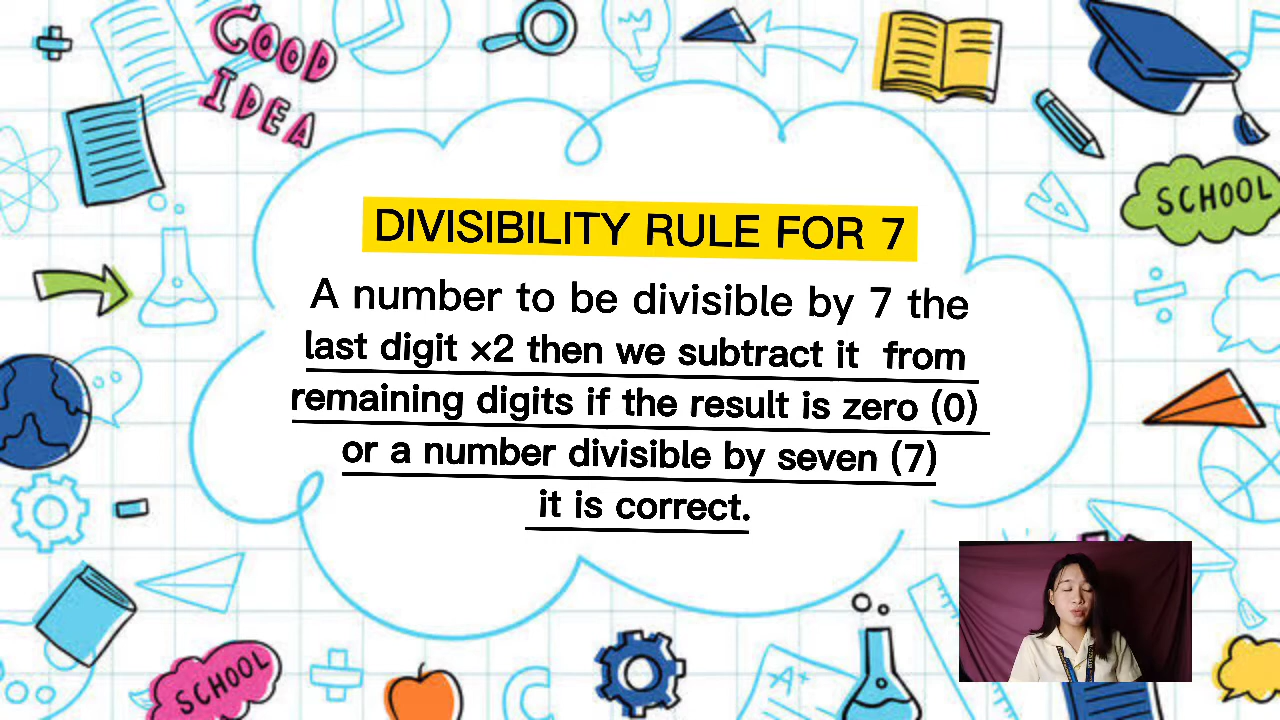 GOOD
IDEA
SCHOOL
DIVISIBILITY RULE FOR 7
A number to be divisible by 7 the
last digit ×2 then we subtract it from
remaining digits if the result is zero (0)
or a number divisible by seven (7)
it is correct.
SCHOOL
A+